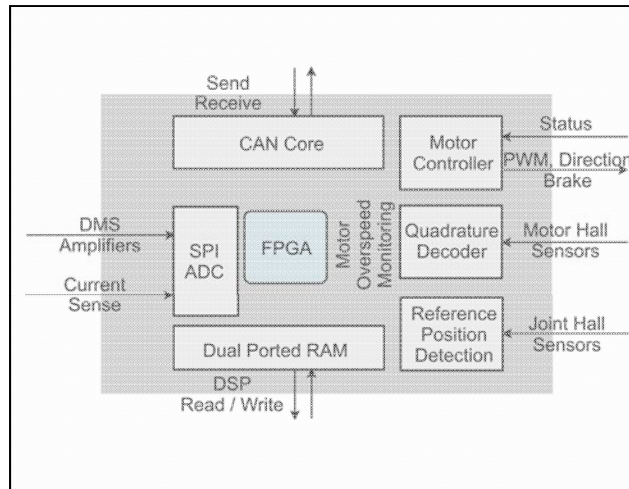 Send
Receive
CAN Core
Motor
Controller
Status
PWM, Direction
Brake
DMS
Amplifiers
SPI
ADC
FPGA
Motor
Overspeed
Monitoring
Quadrature
Decoder
Motor Hall
Sensors
Current
Sense
Reference
Position
Detection
Joint Hall
Sensors
Dual Ported RAM
DSP
Read / Write